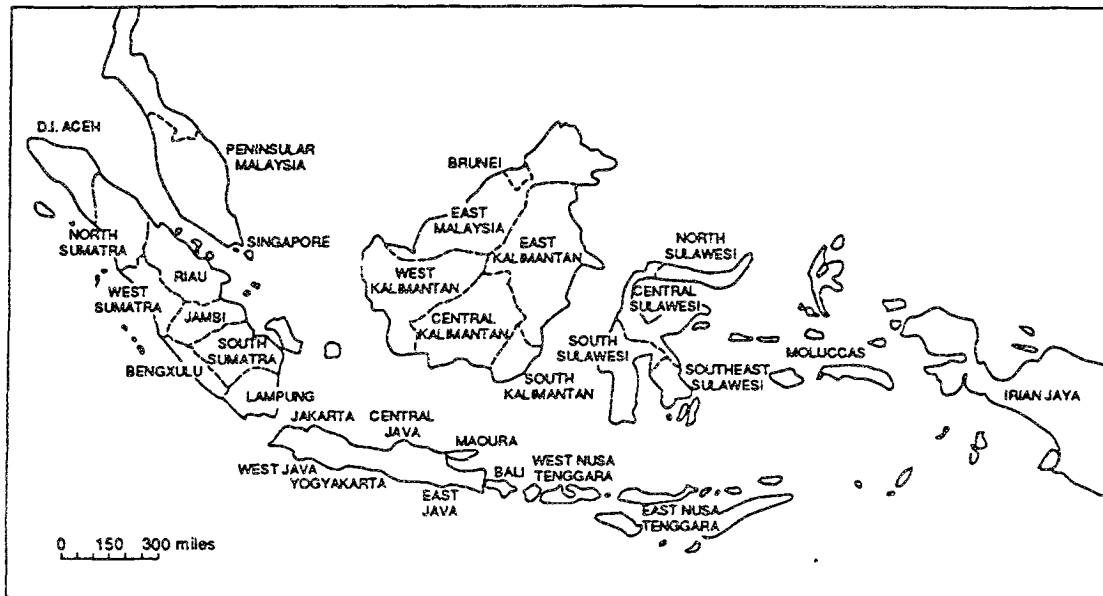 D.I. ACEH
PENINSULAR
MALAYSIA
BRUNEI
EAST
MALAYSIA
NORTH
SUMATRA
SINGAPORE
RIAU
WEST
SUMATRA
JAMSI
SOUTH
SUMATRA
BENGXULU
LAMPUNG
WEST
KALIMANTAN
EAST
KALIMANTAN
CENTRAL
KALIMANTAN
SOUTH
KALIMANTAN
NORTH
SULAWESI
CENTRAL
SULAWESI
SOUTH
SULAWESI
SOUTHEAST
SULAWESI
MOLUCCAS
IRIAN JAYA
JAKARTA
CENTRAL
JAVA
MAOURA
WEST JAVA
YOGYAKARTA
EAST
JAVA
BALI
WEST NUSA
TENGGARA
EAST NUSA
TENGGARA
0 150 300 miles